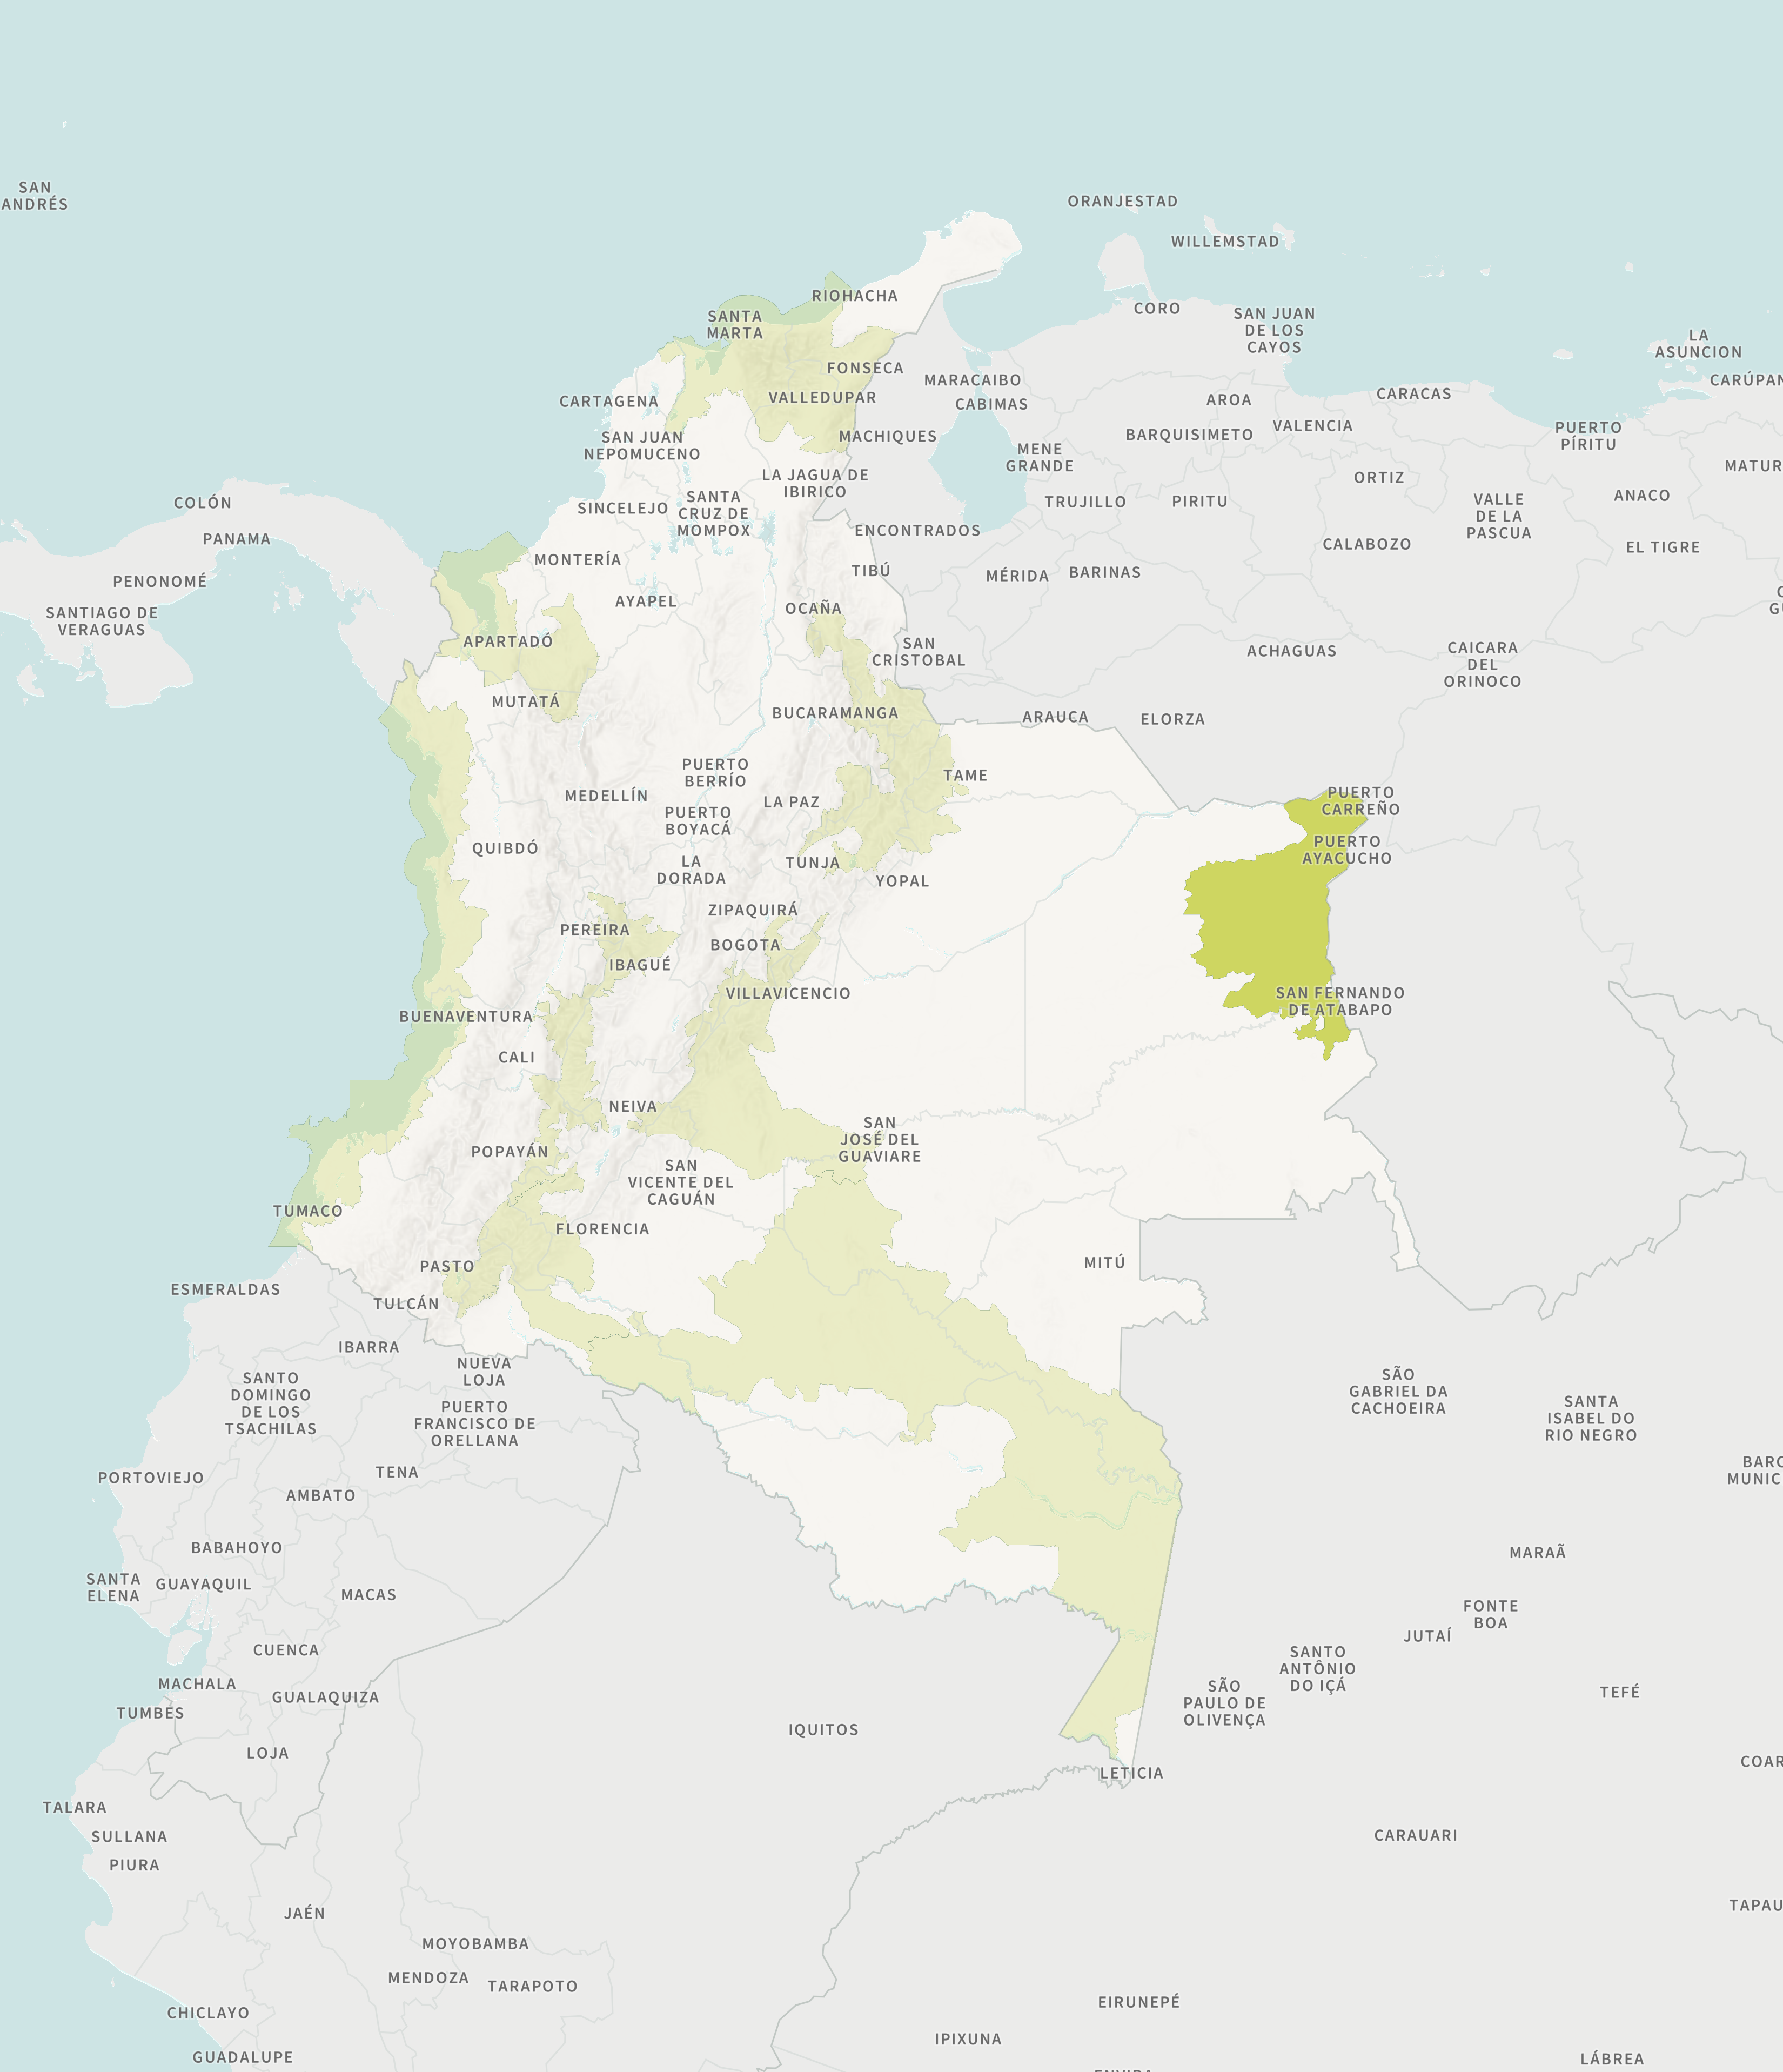 SAN
ANDRÉS
ORANJESTAD
WILLEMSTAD
RIOHACHA
SANTA
MARTA
CORO
SAN JUAN
DE LOS
CAYOS
LA
ASUNCION
FONSECA
MARACAIBO
CARÚPAN
CARTAGENA
VALLEDUPAR
CABIMAS
AROA
CARACAS
SAN JUAN
NEPOMUCENO
MACHIQUES
MENE
GRANDE
BARQUISIMETO
VALENCIA
PUERTO
PÍRITU
LA JAGUA DE
IBIRICO
ORTIZ
MATUR
COLÓN
SINCELEJO
SANTA
CRUZ DE
MOMPOX
TRUJILLO
PIRITU
VALLE
DE LA
PASCUA
ANACO
PANAMA
ENCONTRADOS
MONTERÍA
CALABOZO
EL TIGRE
PENONOMÉ
TIBÚ
MÉRIDA
BARINAS
C
GU
SANTIAGO DE
VERAGUAS
AYAPEL
OCAÑA
APARTADÓ
SAN
CRISTOBAL
ACHAGUAS
CAICARA
DEL
ORINOCO
MUTATÁ
BUCARAMANGA
ARAUCA
ELORZA
PUERTO
BERRÍO
TAME
MEDELLÍN
LA PAZ
PUERTO
CARREÑO
PUERTO
BOYACÁ
QUIBDÓ
PUERTO
AYACUCHO
LA
DORADA
TUNJA
YOPAL
ZIPAQUIRÁ
PEREIRA
BOGOTA
IBAGUÉ
VILLAVICENCIO
SAN FERNANDO
DE ATABAPO
BUENAVENTURA
CALI
NEIVA
SAN
JOSÉ DEL
GUAVIARE
POPAYÁN
SAN
VICENTE DEL
CAGUÁN
TUMACO
FLORENCIA
PASTO
MITÚ
ESMERALDAS
TULCÁN
IBARRA
NUEVA
LOJA
SANTO
DOMINGO
DE LOS
TSACHILAS
PUERTO
FRANCISCO DE
ORELLANA
SÃO
GABRIEL DA
CACHOEIRA
SANTA
ISABEL DO
RIO NEGRO
PORTOVIEJO
TENA
BARC
MUNIC
AMBATO
BABAHOYO
MARAÃ
SANTA
ELENA
GUAYAQUIL
MACAS
FONTE
BOA
CUENCA
JUTAÍ
SANTO
ANTÔNIO
DO IÇÁ
MACHALA
GUALAQUIZA
SÃO
PAULO DE
OLIVENÇA
TEFÉ
TUMBES
IQUITOS
LOJA
COAR
LETICIA
TALARA
SULLANA
CARAUARI
PIURA
JAÉN
TAPAU
MOYOBAMBA
MENDOZA
TARAPOTO
EIRUNEPÉ
CHICLAYO
IPIXUNA
GUADALUPE
LÁBREA